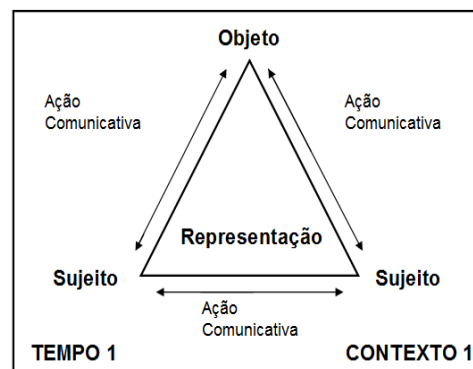 Objeto
Ação
Comunicativa
Ação
Comunicativa
Representação
Sujeito
Sujeito
Ação
Comunicativa
TEMPO 1
CONTEXTO 1